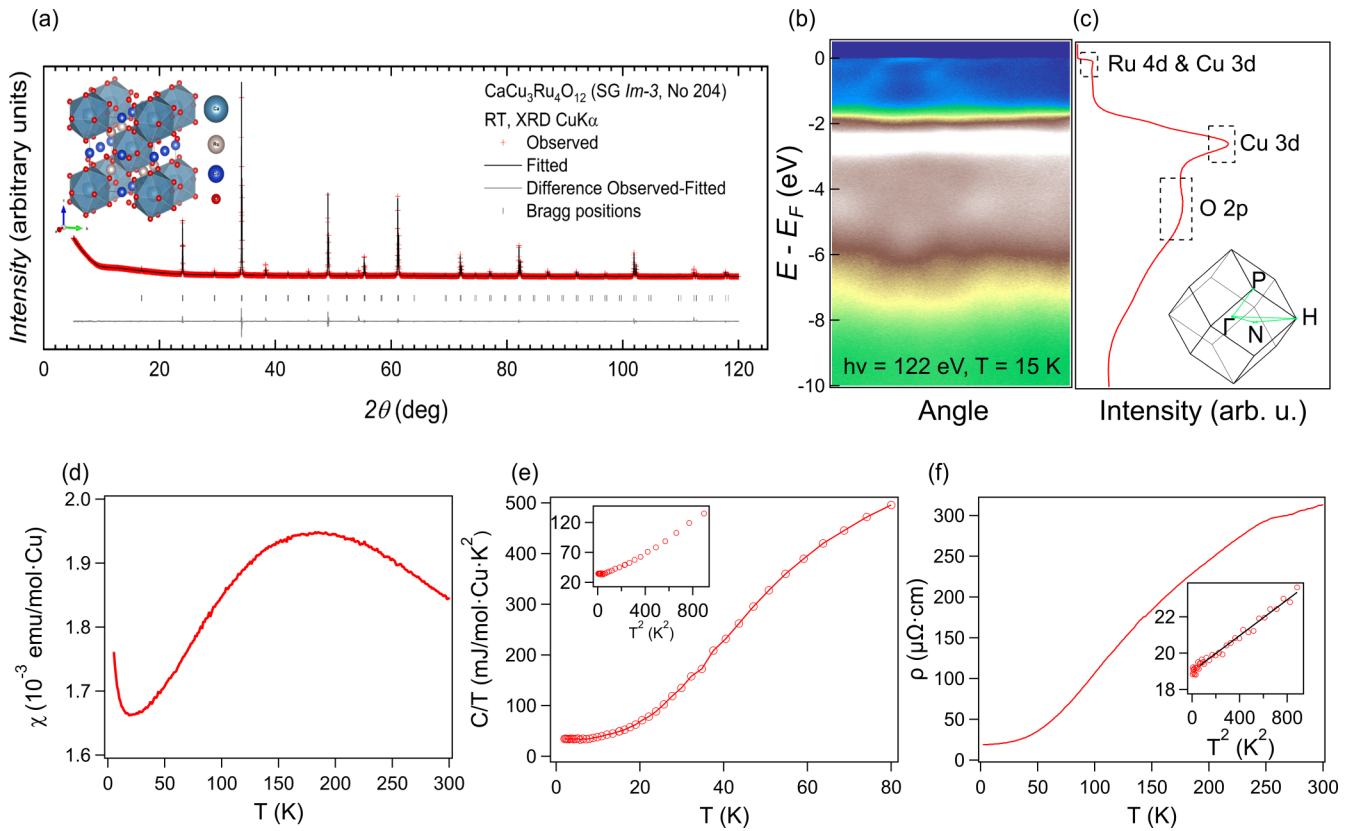 (a)
Intensity (arbitrary units)
Ca
Ru
CaCu₃Ru₄O₁₂ (SG Im-3, No 204)
RT, XRD CuKα
Observed
Fitted
Difference Observed-Fitted
Bragg positions
0 20 40 60 80 100 120
2θ (deg)
(b)
E - E_F (eV)
0
-2
-4
-6
-8
-10
hν = 122 eV, T = 15 K
Angle
(c)
Ru 4d & Cu 3d
Cu 3d
O 2p
P
Γ
N
H
Intensity (arb. u.)
(d)
χ (10⁻³ emu/mol·Cu)
2.0
1.9
1.8
1.7
1.6
0 50 100 150 200 250 300
T (K)
(e)
C/T (mJ/mol·Cu·K²)
500
400
300
200
100
0
120
70
20
0 400 800
T² (K²)
0 20 40 60 80
T (K)
(f)
ρ (μΩ·cm)
300
250
200
150
100
50
0
22
20
18
0 400 800
T² (K²)
0 50 100 150 200 250 300
T (K)